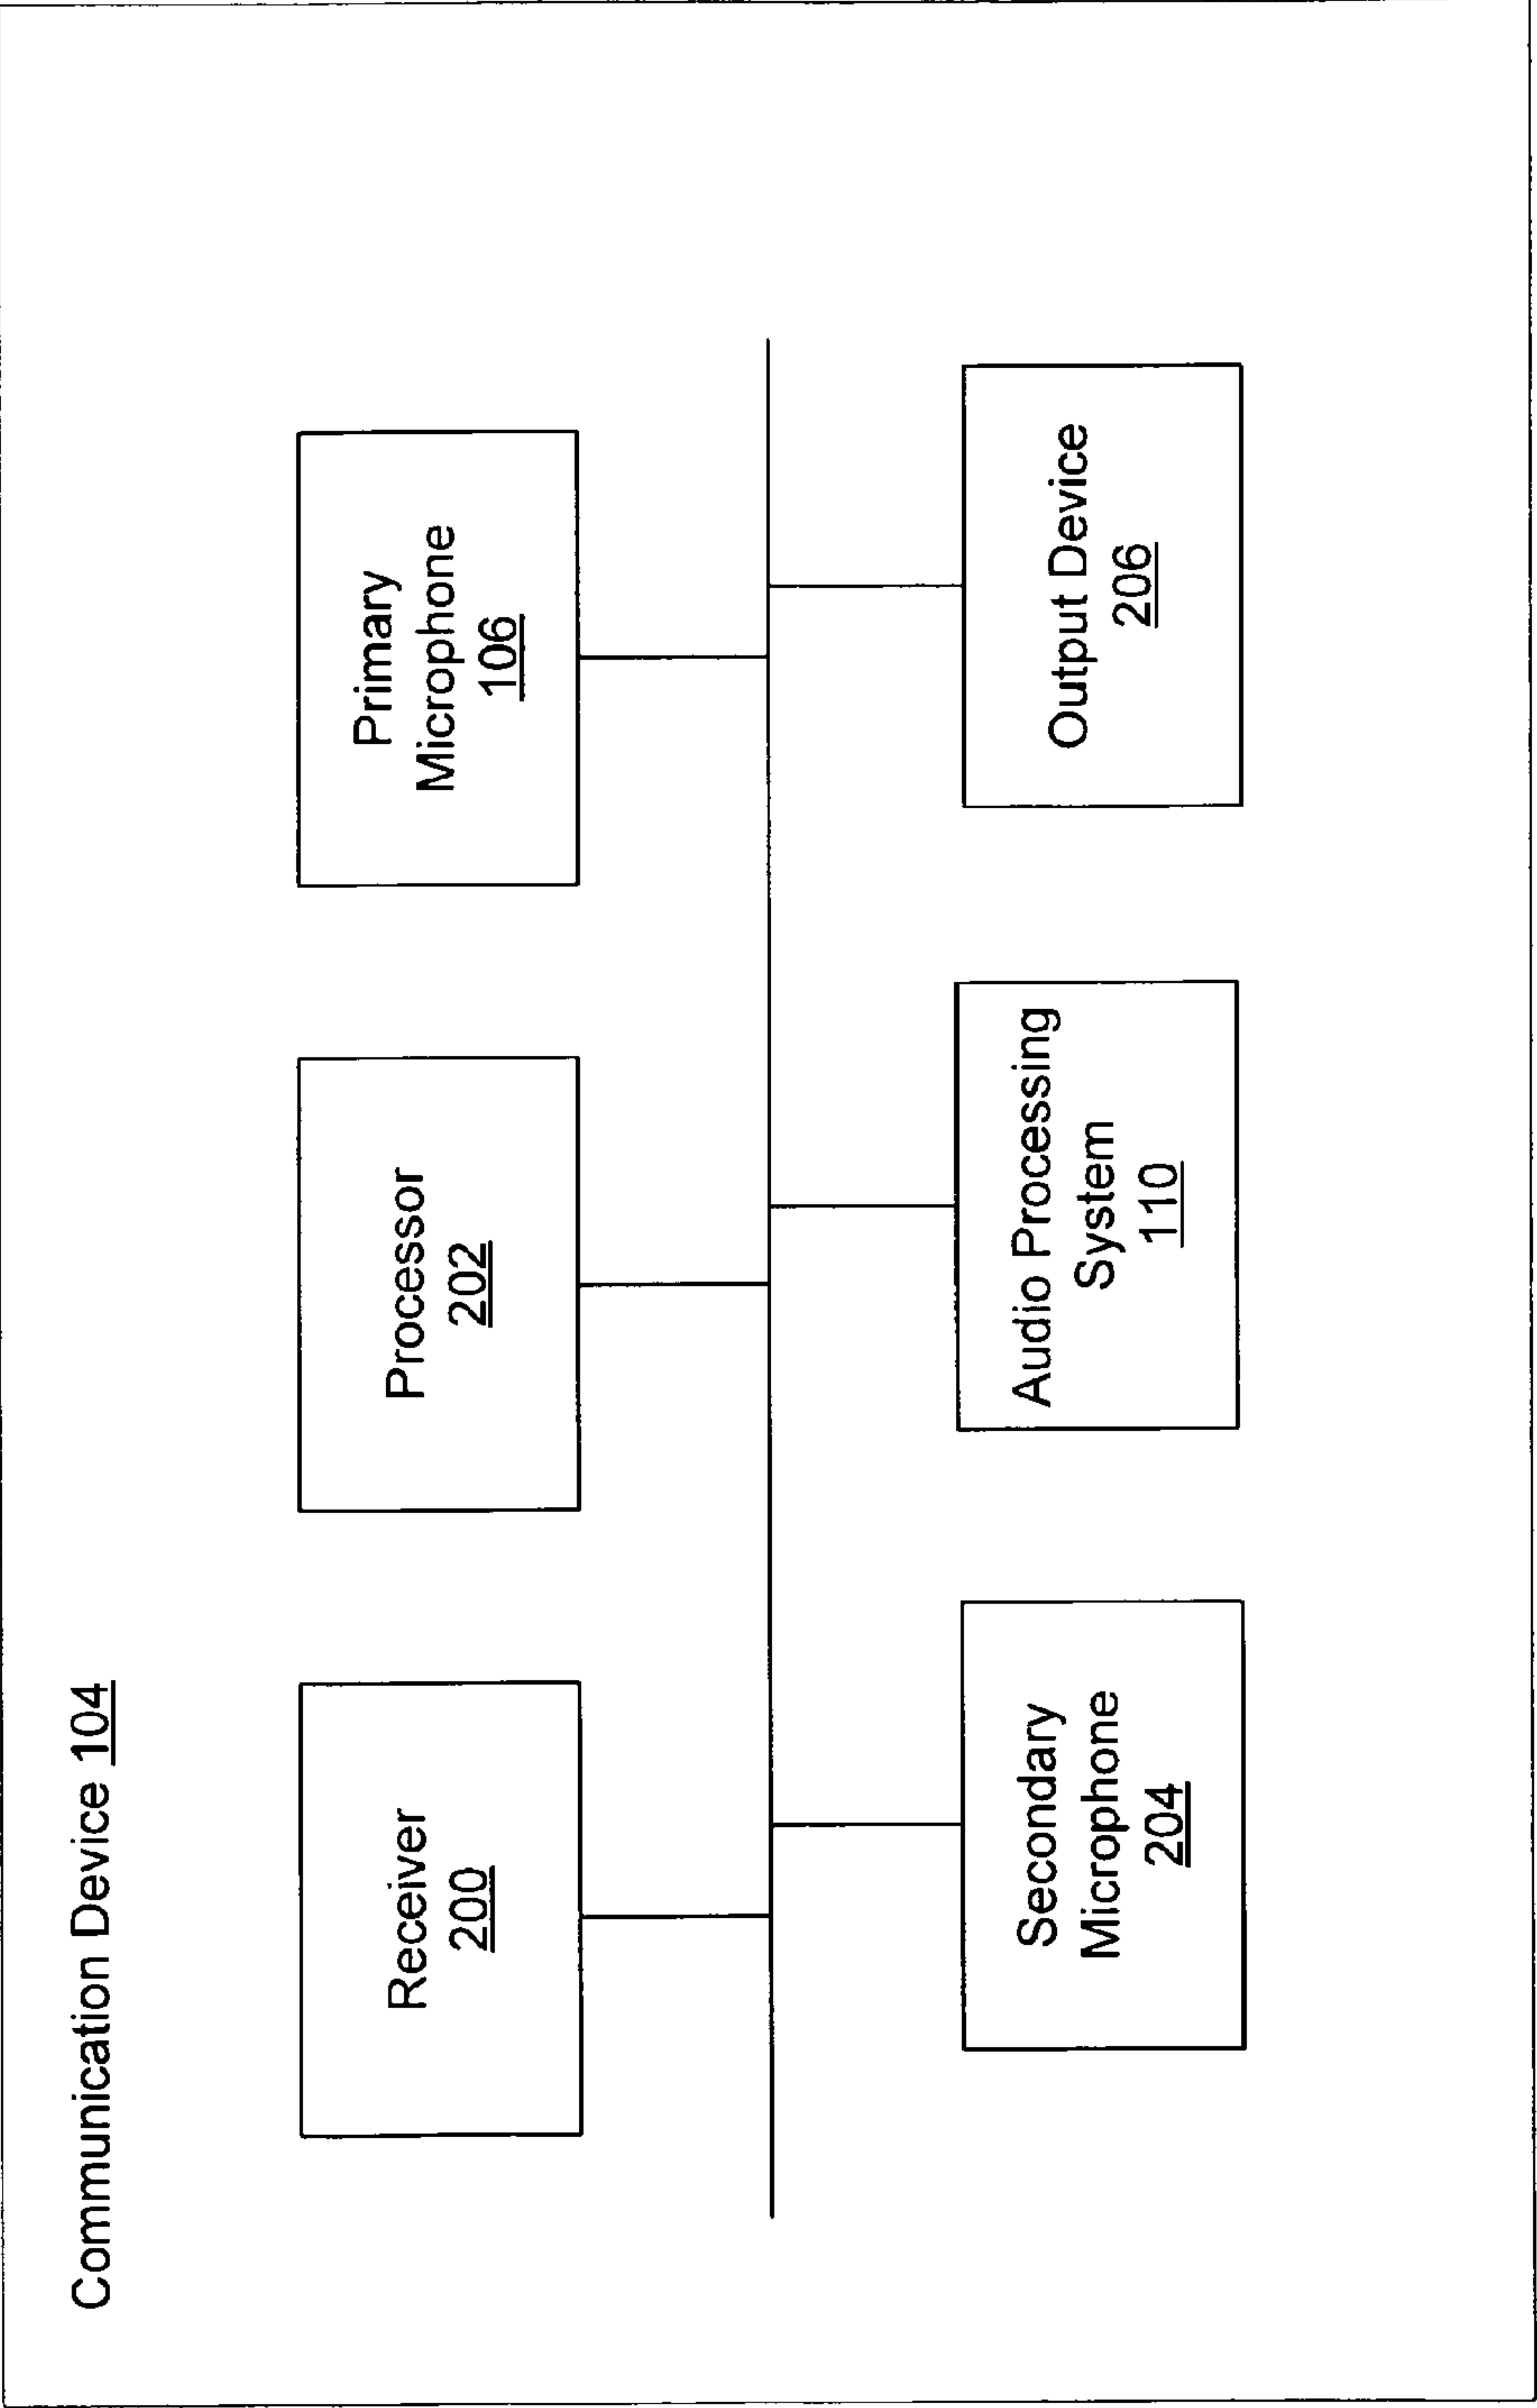 Communication Device 104
Receiver
200
Processor
202
Primary
Microphone
106
Secondary
Microphone
204
Audio Processing
System
110
Output Device
206